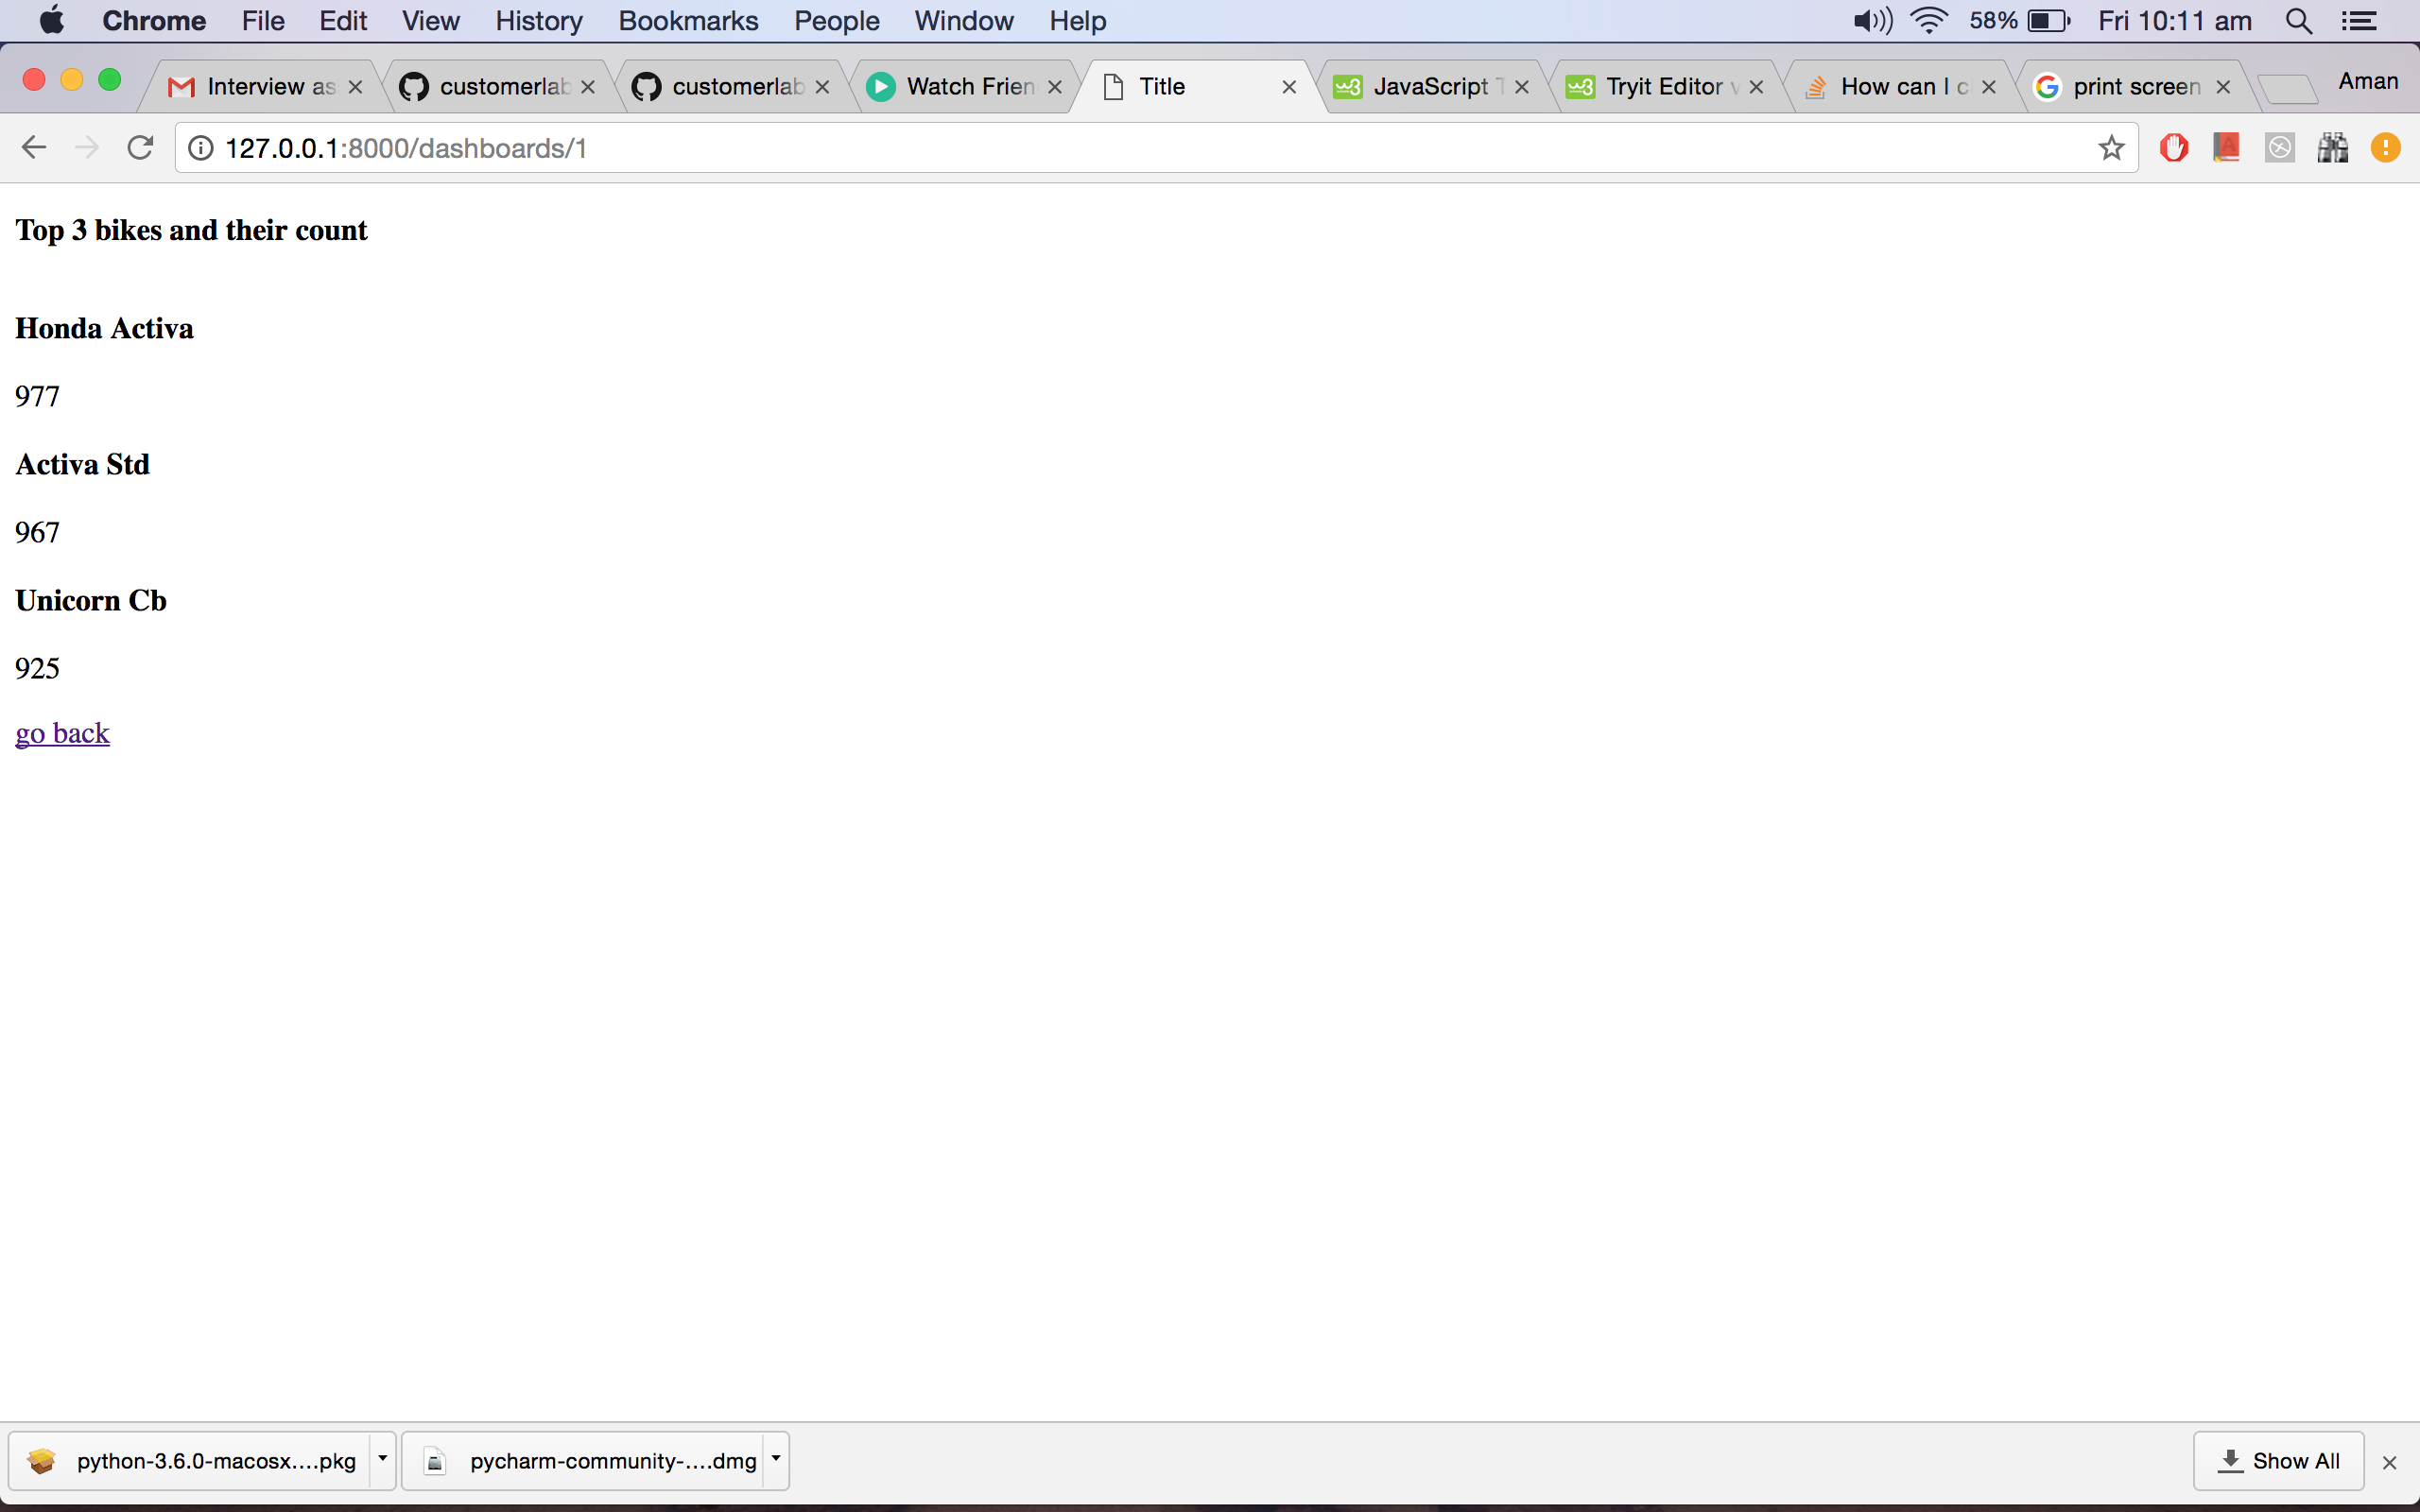 Chrome File Edit View History Bookmarks People Window Help 58% Fri 10:11 am
Interview as customerlab customerlab Watch Frien Title JavaScript Tryit Editor How can I c print screen Aman
127.0.0.1:8000/dashboards/1
Top 3 bikes and their count
Honda Activa
977
Activa Std
967
Unicorn Cb
925
go back
python-3.6.0-macosx....pkg pycharm-community-....dmg Show All